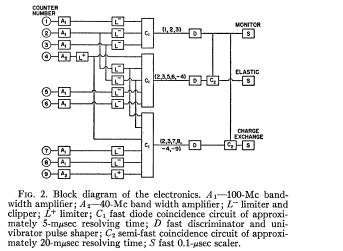 COUNTER
NUMBER
1 A₁ L⁻
2 A₁ L⁻ C₁ (1,2,3) D S MONITOR
3 A₁ L⁻
4 A₂ L⁺
L⁻
L⁻ C₁ (2,3,5,6,-4) D C₂ S ELASTIC
5 A₁ L⁻
6 A₁ L⁻
C₁ (2,3,7,8,
-4,-9) D C₂ S CHARGE
EXCHANGE
7 A₁ L⁻
8 A₁ L⁻
9 A₁
FIG. 2. Block diagram of the electronics. A₁—100-Mc band-
width amplifier; A₂—40-Mc band width amplifier; L⁻ limiter and
clipper; L⁺ limiter; C₁ fast diode coincidence circuit of approxi-
mately 5-mμsec resolving time; D fast discriminator and uni-
vibrator pulse shaper; C₂ semi-fast coincidence circuit of approxi-
mately 20-mμsec resolving time; S fast 0.1-μsec scaler.